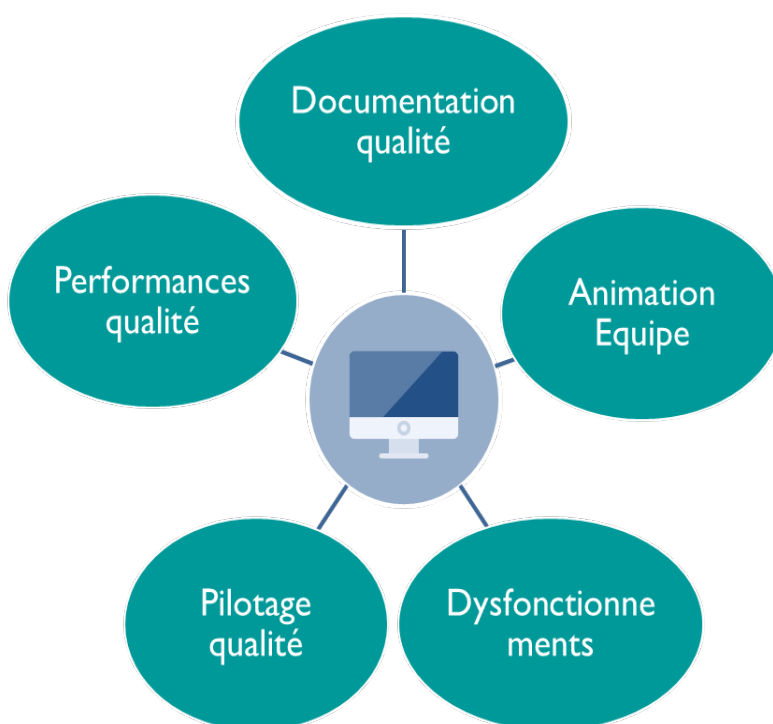 Documentation
qualité
Performances
qualité
Animation
Equipe
Pilotage
qualité
Dysfonctionne
ments